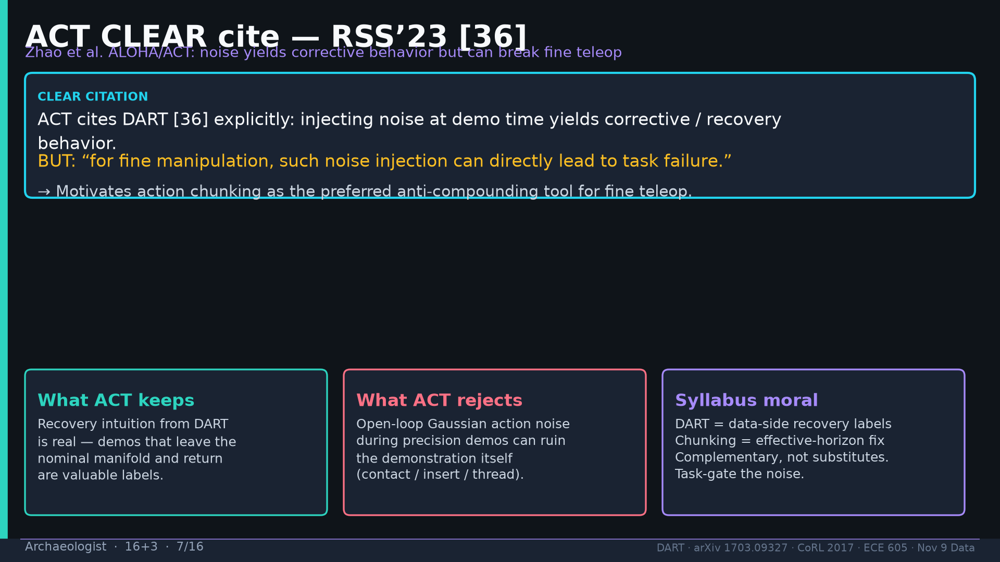 ACT CLEAR cite — RSS’23 [36]
Zhao et al. ALOHA/ACT: noise yields corrective behavior but can break fine teleop
CLEAR CITATION
ACT cites DART [36] explicitly: injecting noise at demo time yields corrective / recovery
behavior.
BUT: “for fine manipulation, such noise injection can directly lead to task failure.”
→ Motivates action chunking as the preferred anti-compounding tool for fine teleop.
What ACT keeps
Recovery intuition from DART
is real — demos that leave the
nominal manifold and return
are valuable labels.
What ACT rejects
Open-loop Gaussian action noise
during precision demos can ruin
the demonstration itself
(contact / insert / thread).
Syllabus moral
DART = data-side recovery labels
Chunking = effective-horizon fix
Complementary, not substitutes.
Task-gate the noise.
Archaeologist · 16+3 · 7/16
DART · arXiv 1703.09327 · CoRL 2017 · ECE 605 · Nov 9 Data